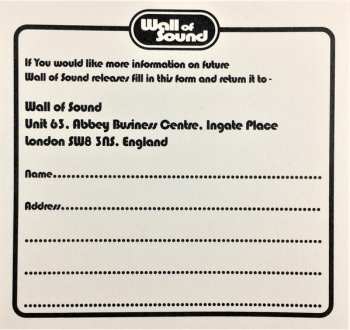 Wall of
Sound
If You would like more information on future
Wall of Sound releases fill in this form and return it to -
Wall of Sound
Unit 63, Abbey Business Centre, Ingate Place
London SW8 3NS, England
Name................................................................
Address................................................................
................................................................
................................................................
................................................................